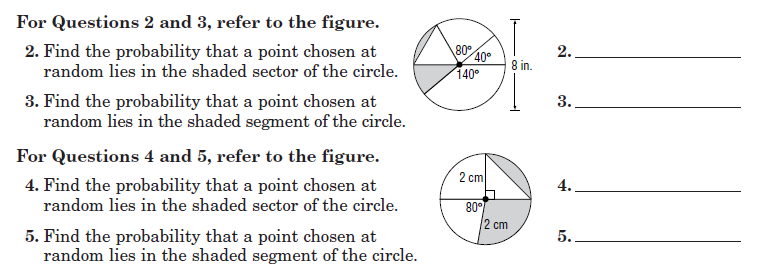 For Questions 2 and 3, refer to the figure.
2. Find the probability that a point chosen at
random lies in the shaded sector of the circle.
2.
80°
40°
140°
8 in.
3. Find the probability that a point chosen at
random lies in the shaded segment of the circle.
3.
For Questions 4 and 5, refer to the figure.
4. Find the probability that a point chosen at
random lies in the shaded sector of the circle.
4.
2 cm
80°
2 cm
5. Find the probability that a point chosen at
random lies in the shaded segment of the circle.
5.